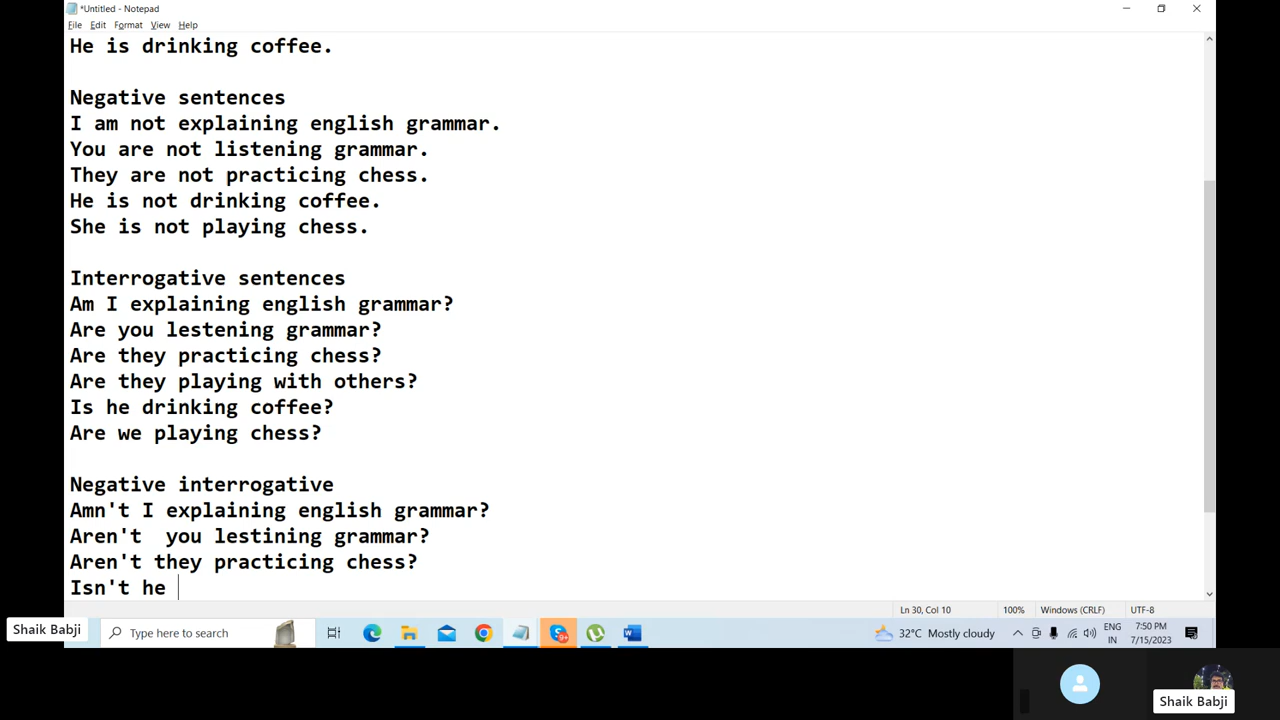 *Untitled - Notepad
File Edit Format View Help
He is drinking coffee.
Negative sentences
I am not explaining english grammar.
You are not listening grammar.
They are not practicing chess.
He is not drinking coffee.
She is not playing chess.
Interrogative sentences
Am I explaining english grammar?
Are you lestening grammar?
Are they practicing chess?
Are they playing with others?
Is he drinking coffee?
Are we playing chess?
Negative interrogative
Amn't I explaining english grammar?
Aren't  you lestining grammar?
Aren't they practicing chess?
Isn't he
Ln 30, Col 10 100% Windows (CRLF) UTF-8
Shaik Babji
Type here to search
9+
32°C Mostly cloudy
ENG
IN
7:50 PM
7/15/2023
Shaik Babji